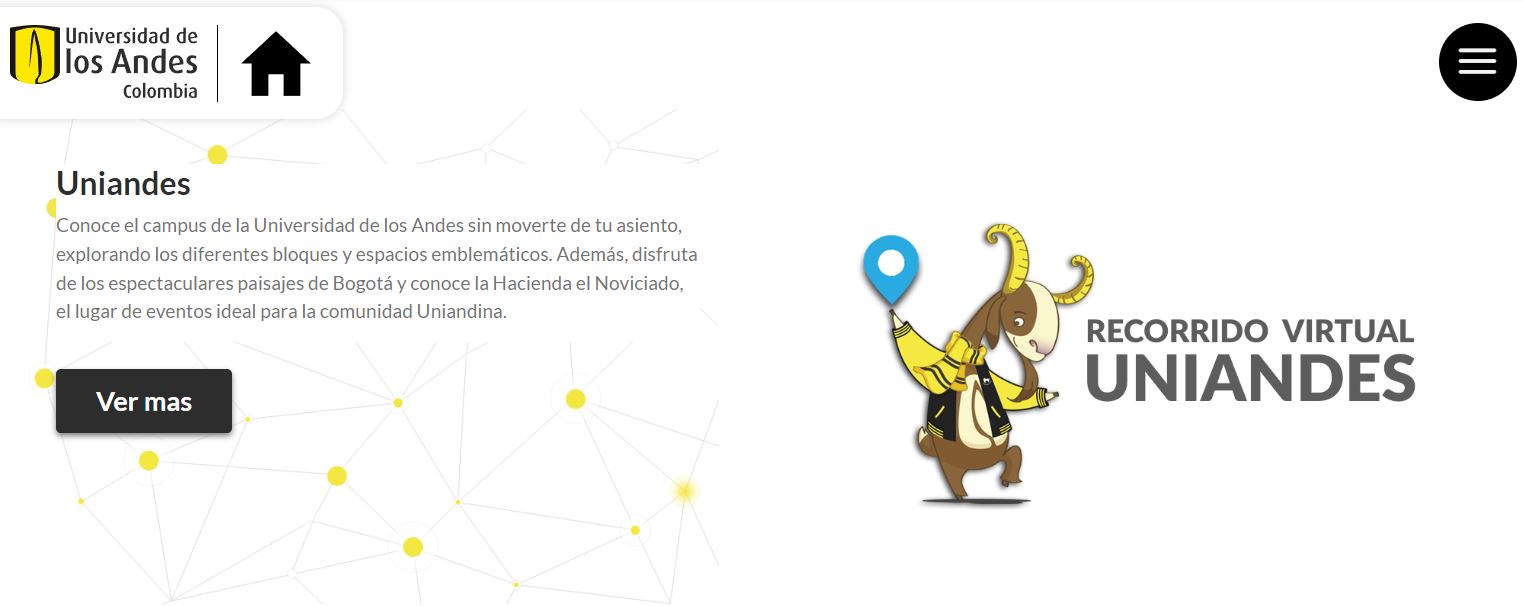 Universidad de
los Andes
Colombia
Uniandes
Conoce el campus de la Universidad de los Andes sin moverte de tu asiento,
explorando los diferentes bloques y espacios emblemáticos. Además, disfruta
de los espectaculares paisajes de Bogotá y conoce la Hacienda el Noviciado,
el lugar de eventos ideal para la comunidad Uniandina.
Ver mas
RECORRIDO VIRTUAL
UNIANDES